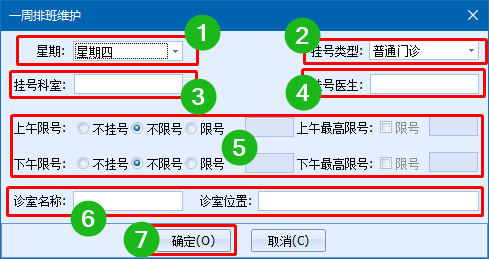 一周排班维护
星期: 星期四 1 挂号类型: 普通门诊 2
挂号科室: 3 挂号医生: 4
上午限号: 不挂号 不限号 限号 上午最高限号: 限号
5
下午限号: 不挂号 不限号 限号 下午最高限号: 限号
诊室名称: 诊室位置:
6
7 确定(O) 取消(C)